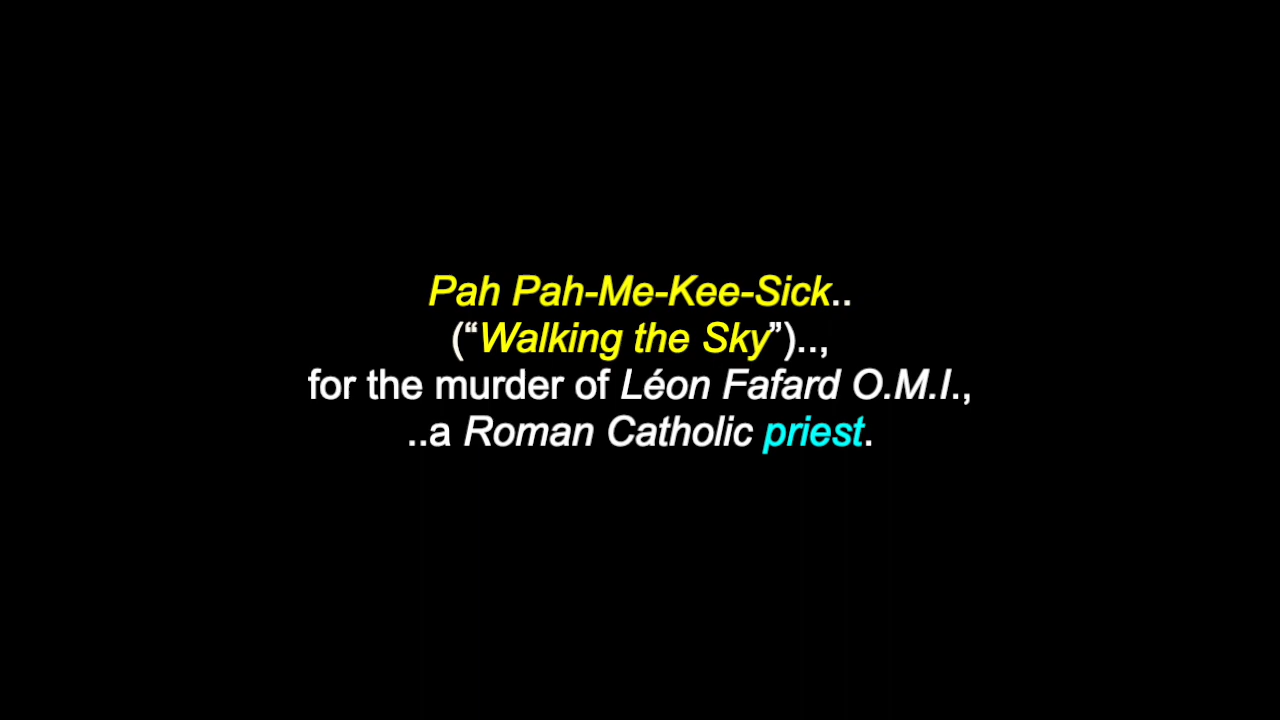 Pah Pah-Me-Kee-Sick..
(“Walking the Sky”)..,
for the murder of Léon Fafard O.M.I.,
..a Roman Catholic priest.